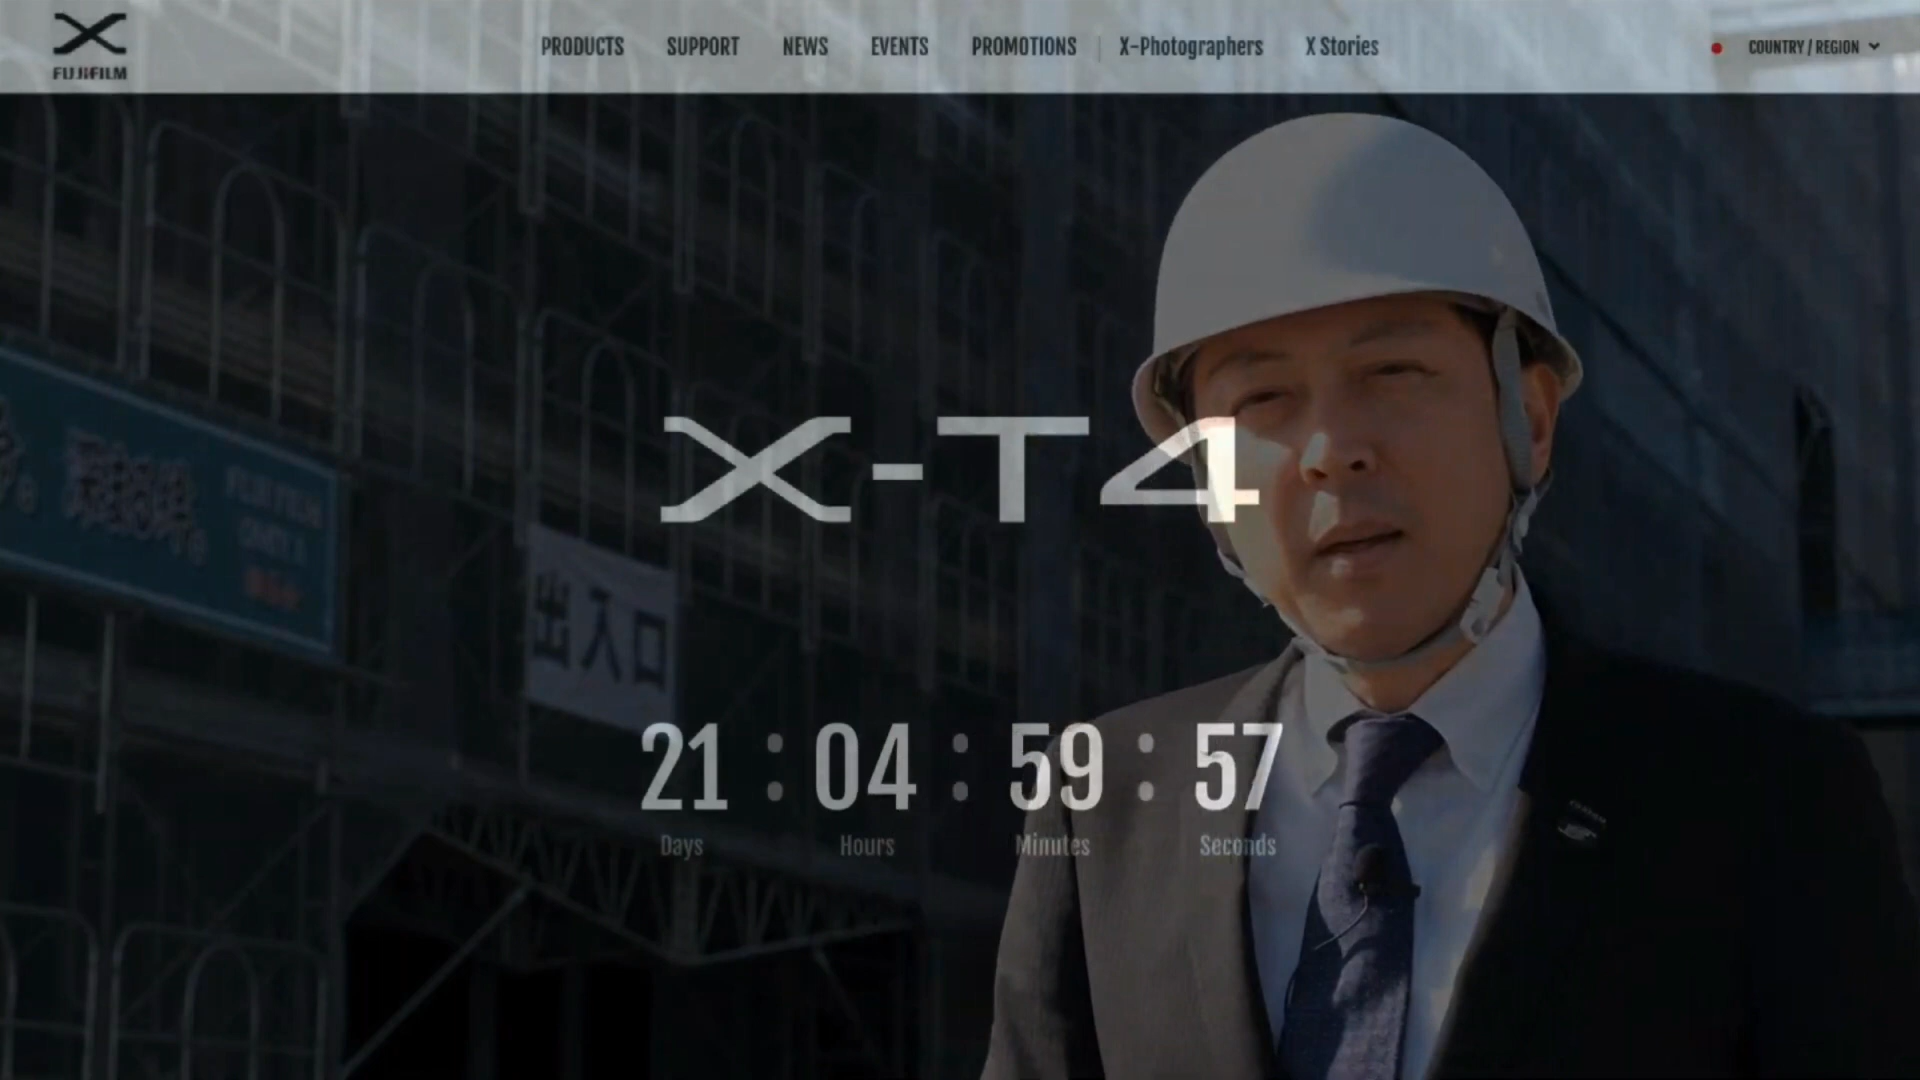 FUJIFILM
PRODUCTS SUPPORT NEWS EVENTS PROMOTIONS X-Photographers X Stories COUNTRY / REGION
X-T4
出入口
21 : 04 : 59 : 57
Days Hours Minutes Seconds